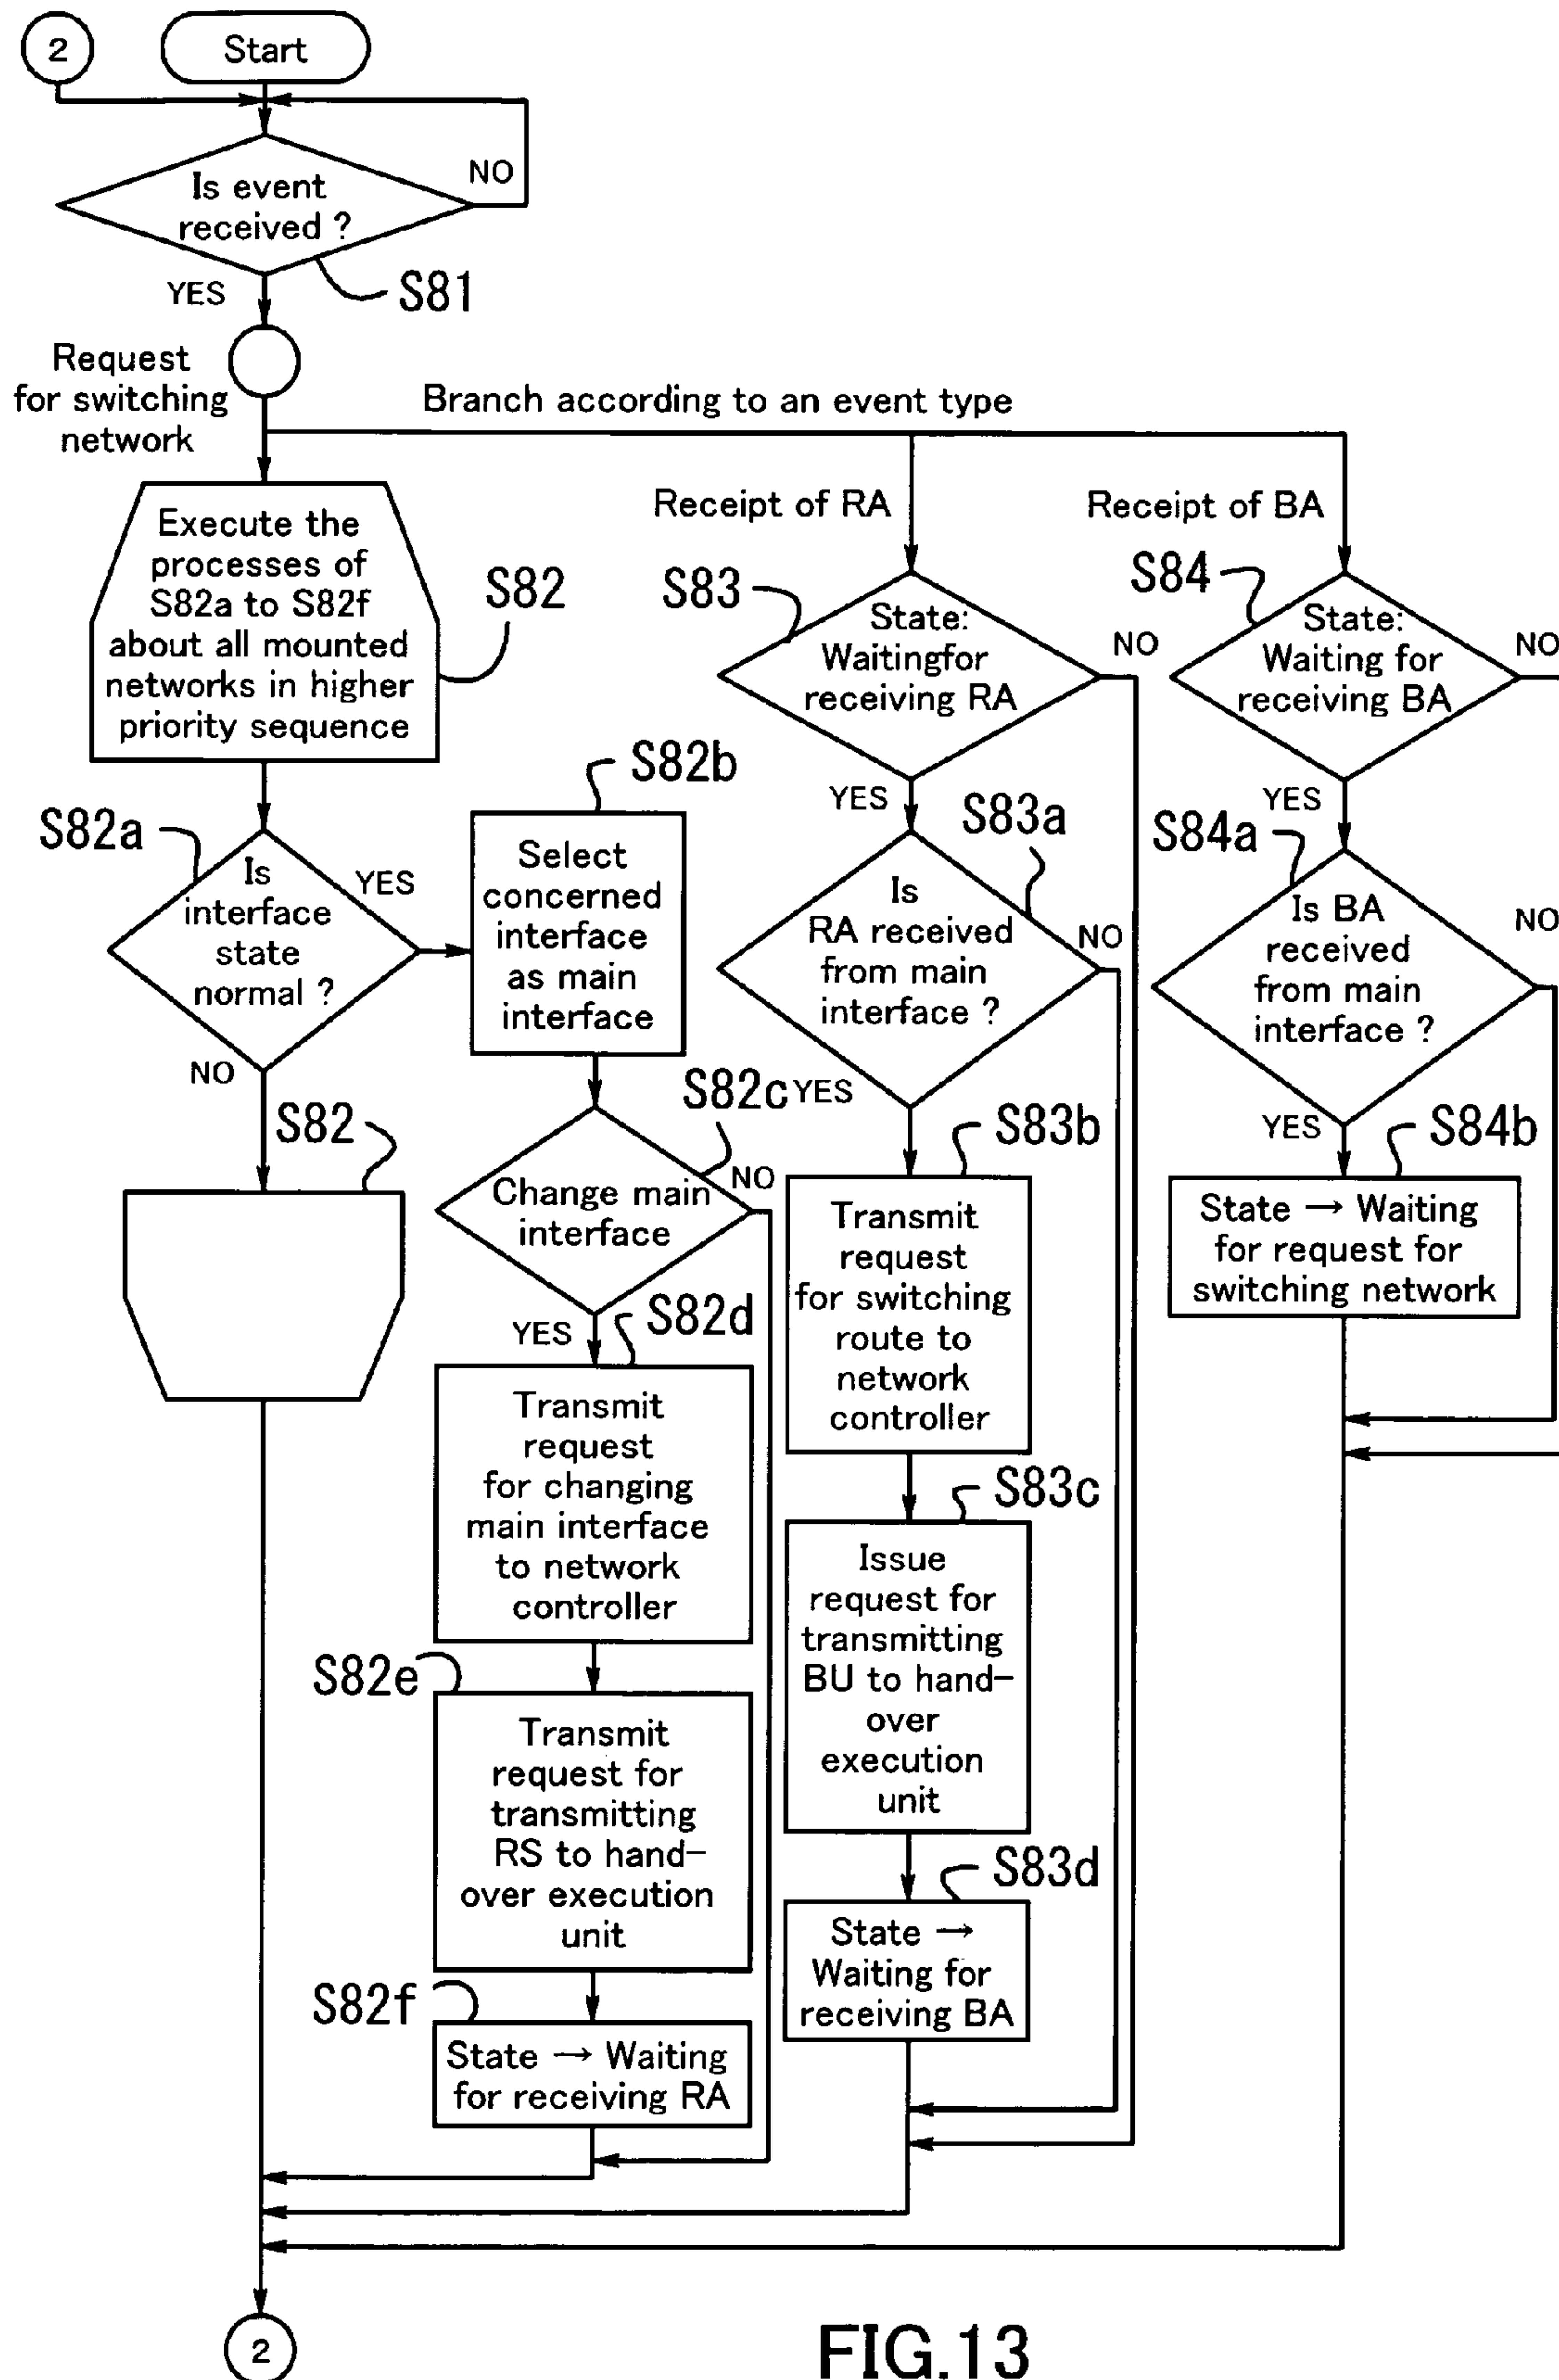 2
Start
Is event
received ?
NO
YES
S81
Request
for switching
network
Branch according to an event type
Receipt of RA
Receipt of BA
Execute the
processes of
S82a to S82f
about all mounted
networks in higher
priority sequence
S82
S82a
Is
interface
state
normal ?
YES
NO
S82
S82b
Select
concerned
interface
as main
interface
S82c
Change main
interface
NO
YES
S82d
Transmit
request
for changing
main interface
to network
controller
S82e
Transmit
request for
transmitting
RS to hand-
over execution
unit
S82f
State → Waiting
for receiving RA
S83
State:
Waitingfor
receiving RA
NO
YES
S83a
Is
RA received
from main
interface ?
NO
YES
S83b
Transmit
request
for switching
route to
network
controller
S83c
Issue
request for
transmitting
BU to hand-
over
execution
unit
S83d
State →
Waiting for
receiving BA
S84
State:
Waiting for
receiving BA
NO
YES
S84a
Is BA
received
from main
interface ?
NO
YES
S84b
State → Waiting
for request for
switching network
2
FIG.13